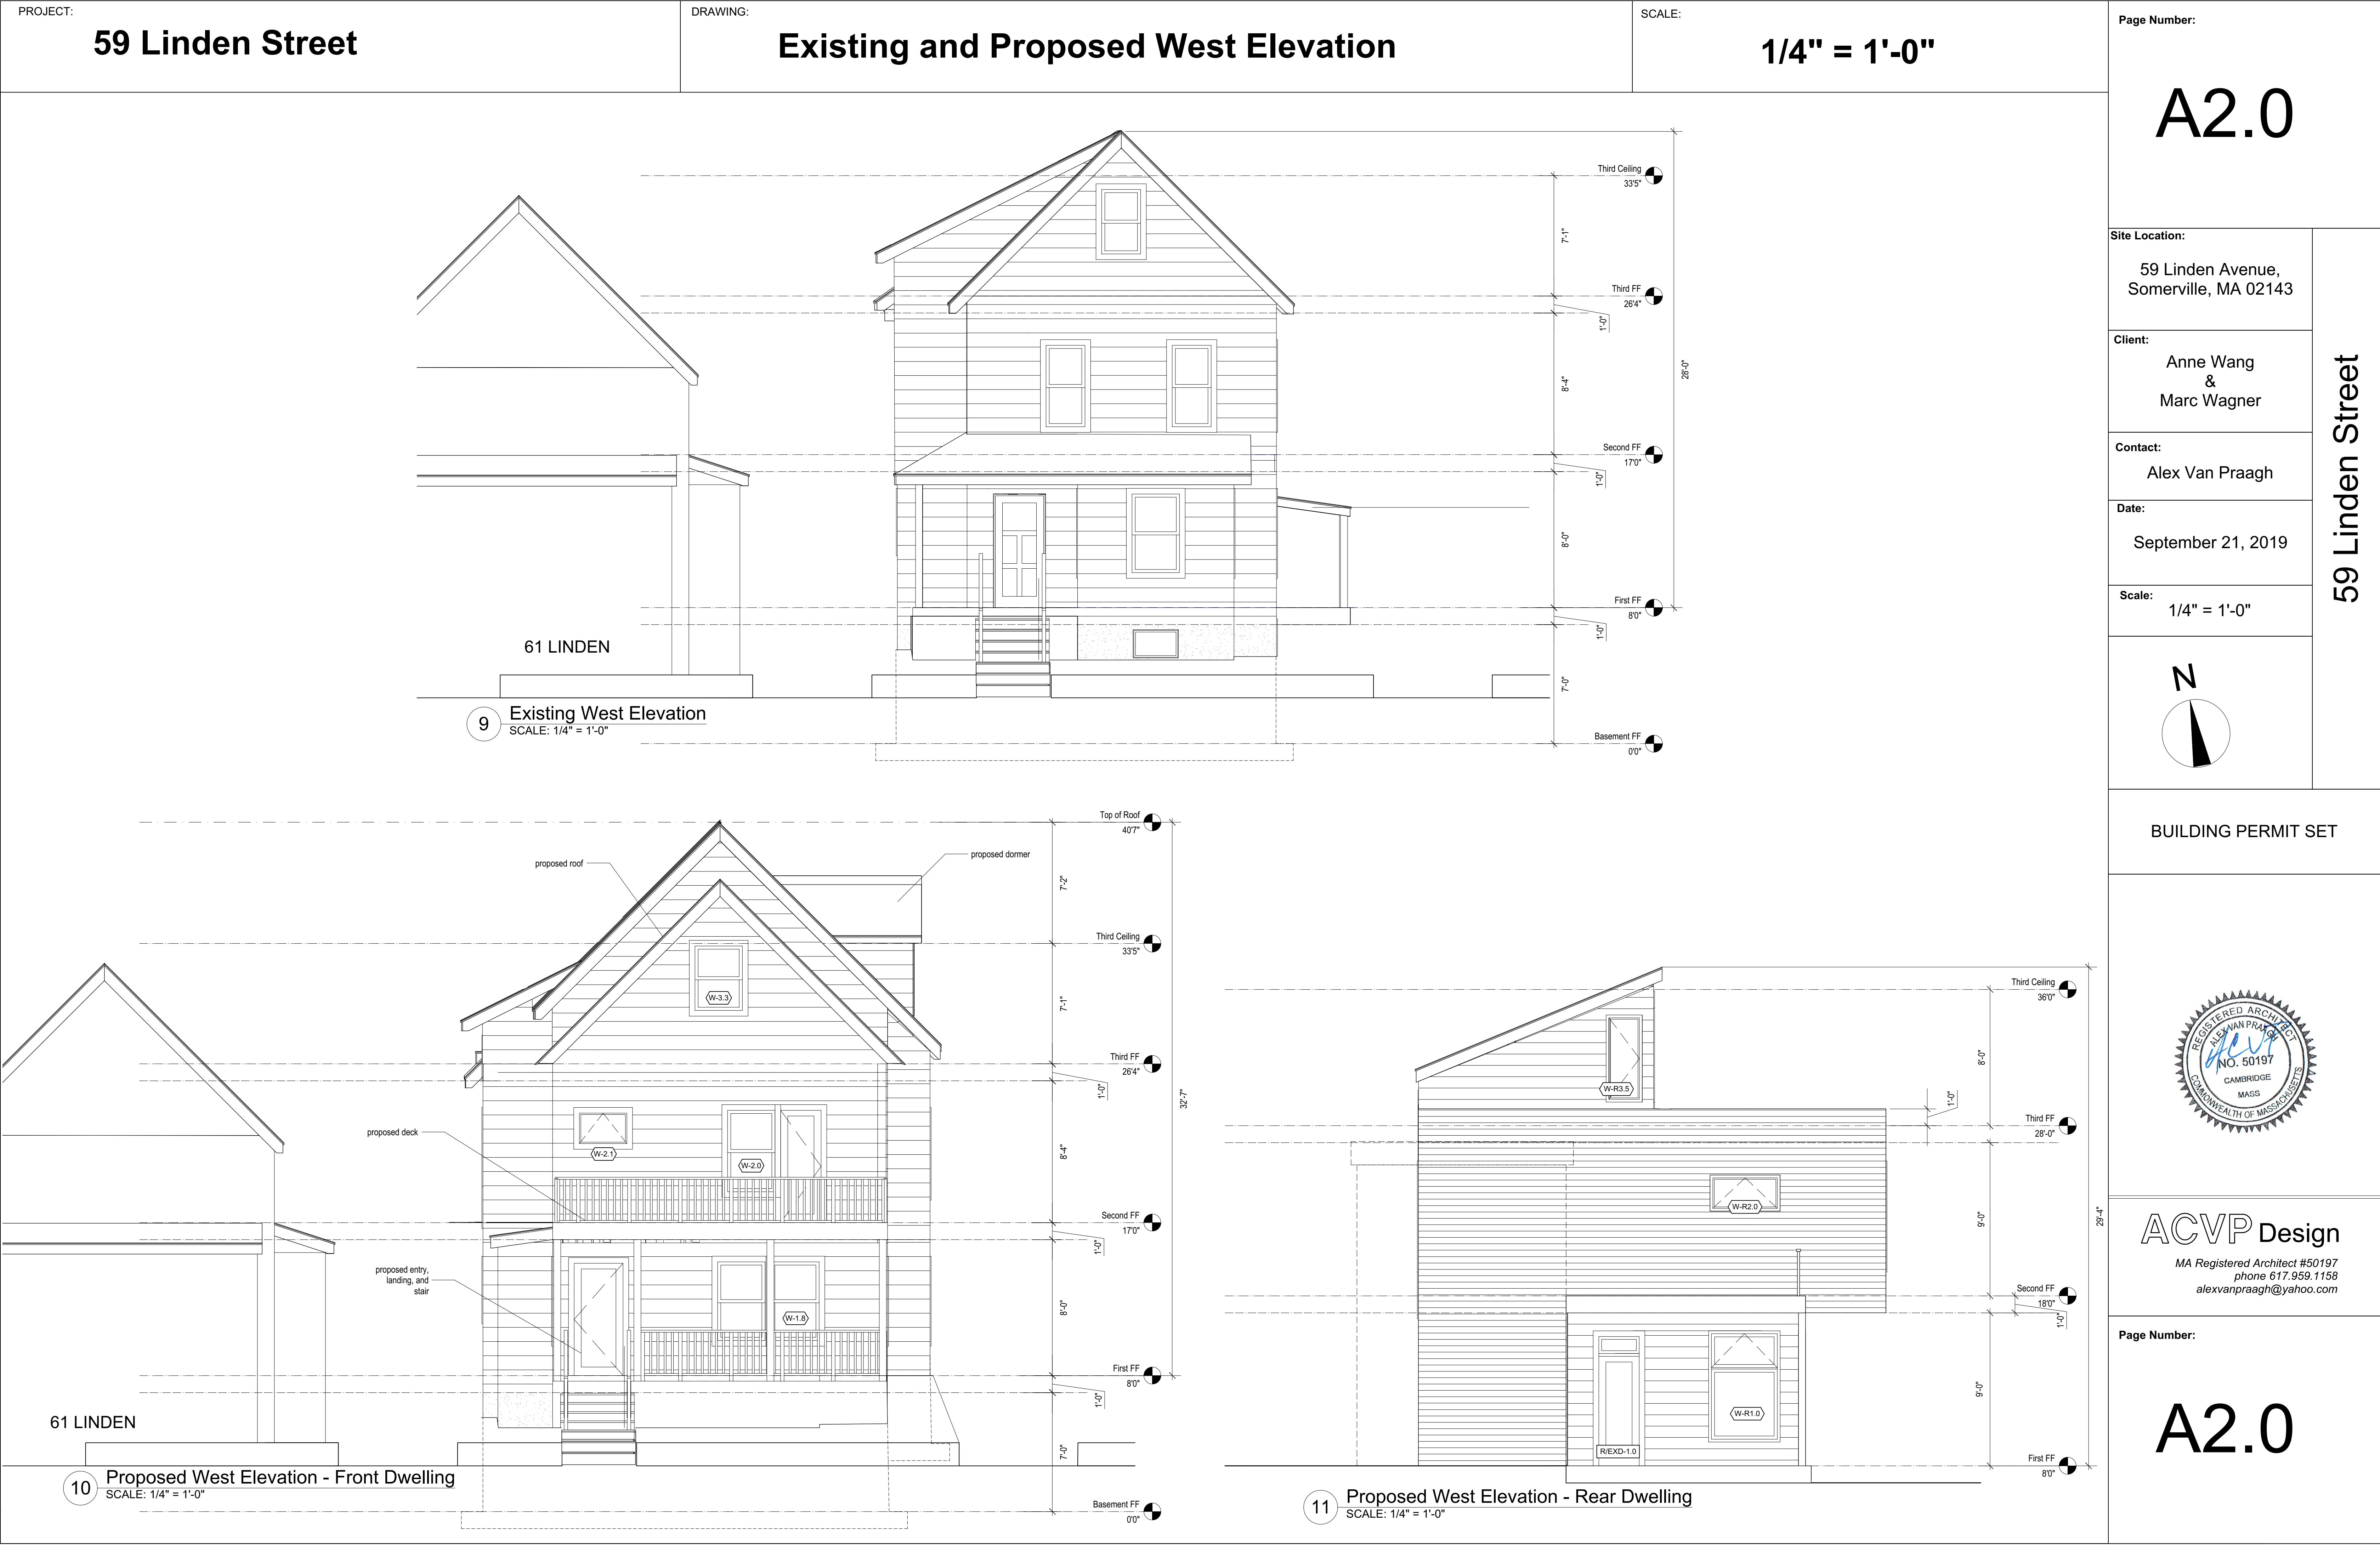 PROJECT:
59 Linden Street
DRAWING:
Existing and Proposed West Elevation
SCALE:
1/4" = 1'-0"
Page Number:
A2.0
Site Location:
59 Linden Avenue,
Somerville, MA 02143
Client:
Anne Wang
&
Marc Wagner
Contact:
Alex Van Praagh
Date:
September 21, 2019
Scale:
1/4" = 1'-0"
59 Linden Street
N
BUILDING PERMIT SET
REGISTERED ARCHITECT
ALEX VAN PRAAGH
NO. 50197
CAMBRIDGE
MASS
COMMONWEALTH OF MASSACHUSETTS
ACVP Design
MA Registered Architect #50197
phone 617.959.1158
alexvanpraagh@yahoo.com
Page Number:
A2.0
Third Ceiling
33'5"
7'-1"
Third FF
26'4"
1'-0"
28'-0"
8'-4"
Second FF
17'0"
1'-0"
8'-0"
First FF
8'0"
1'-0"
7'-0"
Basement FF
0'0"
61 LINDEN
9
Existing West Elevation
SCALE: 1/4" = 1'-0"
Top of Roof
40'7"
proposed roof
proposed dormer
7'-2"
Third Ceiling
33'5"
W-3.3
7'-1"
Third FF
26'4"
1'-0"
32'-7"
proposed deck
W-2.1
W-2.0
8'-4"
Second FF
17'0"
1'-0"
proposed entry,
landing, and
stair
W-1.8
8'-0"
First FF
8'0"
1'-0"
61 LINDEN
7'-0"
Basement FF
0'0"
10
Proposed West Elevation - Front Dwelling
SCALE: 1/4" = 1'-0"
Third Ceiling
36'0"
8'-0"
W-R3.5
1'-0"
Third FF
28'-0"
W-R2.0
9'-0"
29'-4"
Second FF
18'0"
1'-0"
9'-0"
W-R1.0
R/EXD-1.0
First FF
8'0"
11
Proposed West Elevation - Rear Dwelling
SCALE: 1/4" = 1'-0"